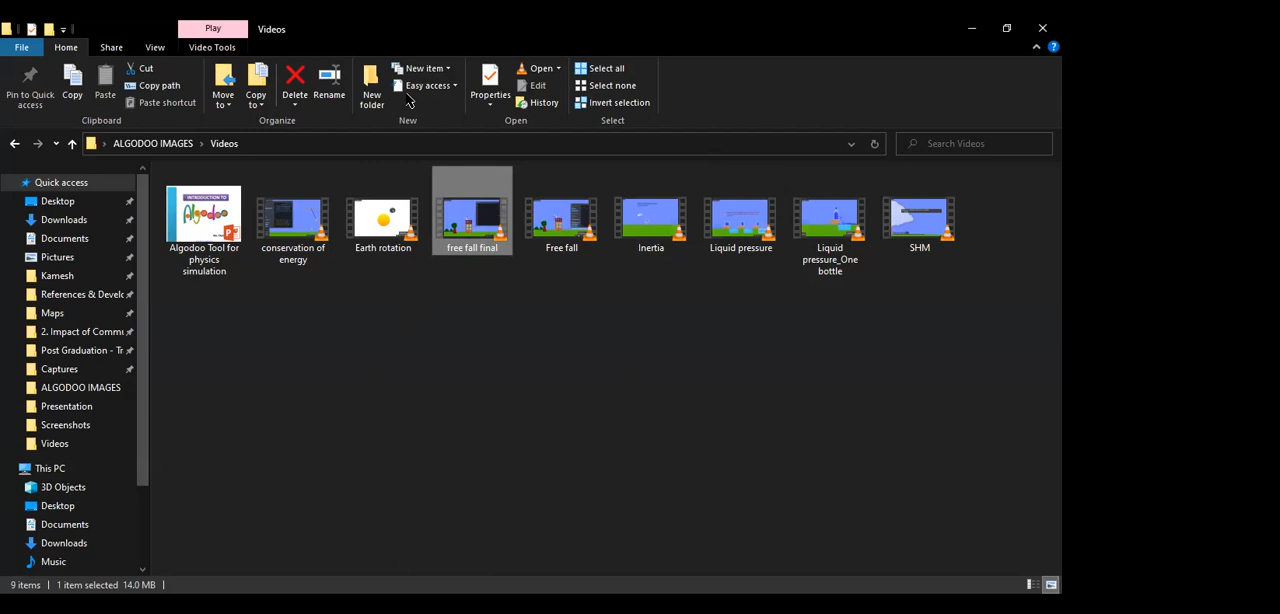 Play
Videos
File
Home
Share
View
Video Tools
Pin to Quick
access
Copy
Paste
Cut
Copy path
Paste shortcut
Clipboard
Move
to
Copy
to
Delete
Rename
Organize
New
folder
New item
Easy access
New
Properties
Open
Edit
History
Open
Select all
Select none
Invert selection
Select
ALGODOO IMAGES > Videos
Search Videos
Quick access
Desktop
Downloads
Documents
Pictures
Kamesh
References & Develc
Maps
2. Impact of Commu
Post Graduation - Tr
Captures
ALGODOO IMAGES
Presentation
Screenshots
Videos
This PC
3D Objects
Desktop
Documents
Downloads
Music
INTRODUCTION TO
Algodoo
Algodoo Tool for
physics
simulation
conservation of
energy
Earth rotation
free fall final
Free fall
Inertia
Liquid pressure
Liquid
pressure_One
bottle
SHM
9 items
1 item selected 14.0 MB